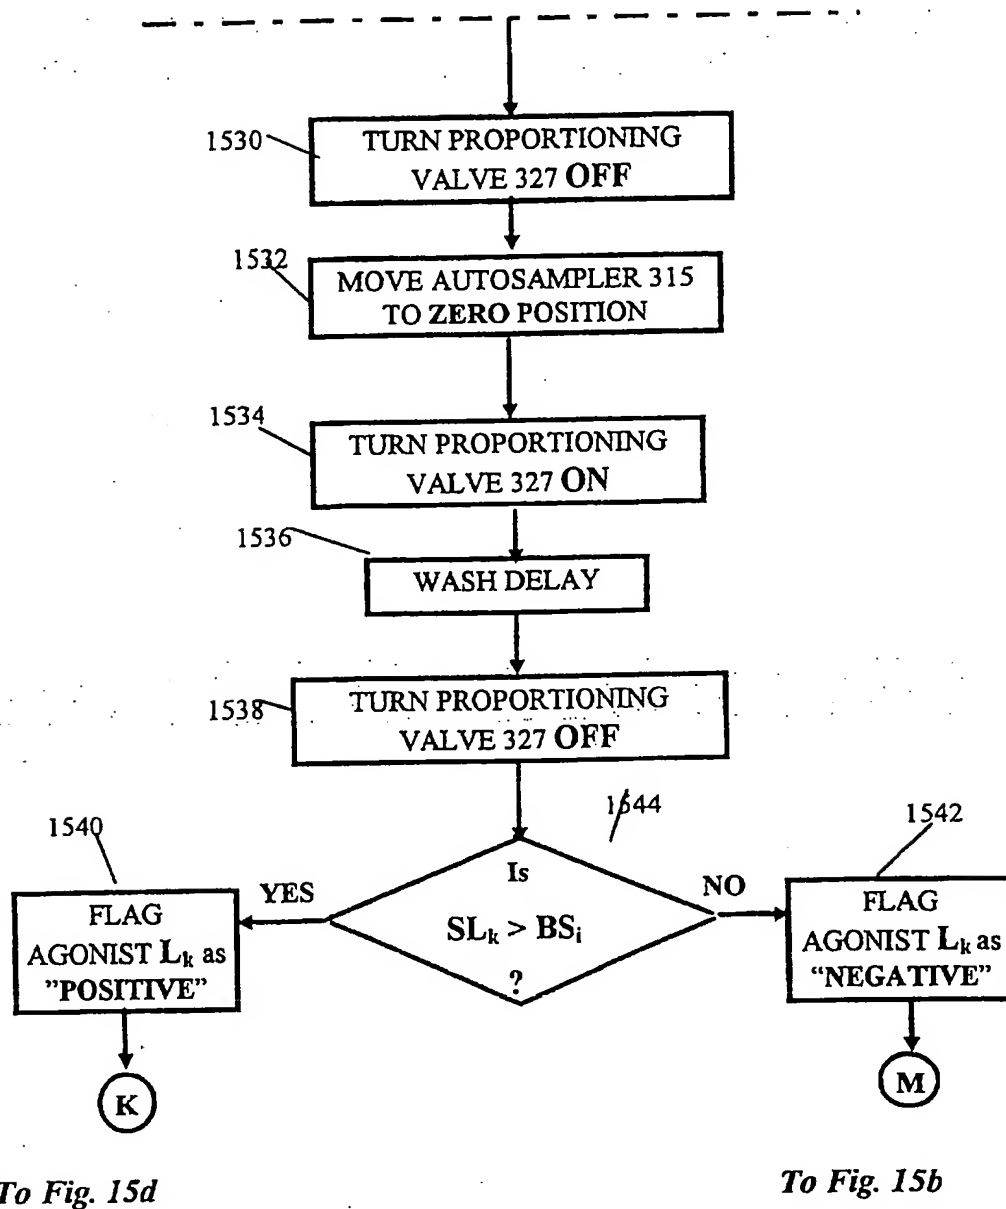 1530
TURN PROPORTIONING
VALVE 327 OFF
1532
MOVE AUTOSAMPLER 315
TO ZERO POSITION
1534
TURN PROPORTIONING
VALVE 327 ON
1536
WASH DELAY
1538
TURN PROPORTIONING
VALVE 327 OFF
1544
Is
SLk > BSi
?
YES
NO
1540
FLAG
AGONIST Lk as
"POSITIVE"
K
To Fig. 15d
1542
FLAG
AGONIST Lk as
"NEGATIVE"
M
To Fig. 15b